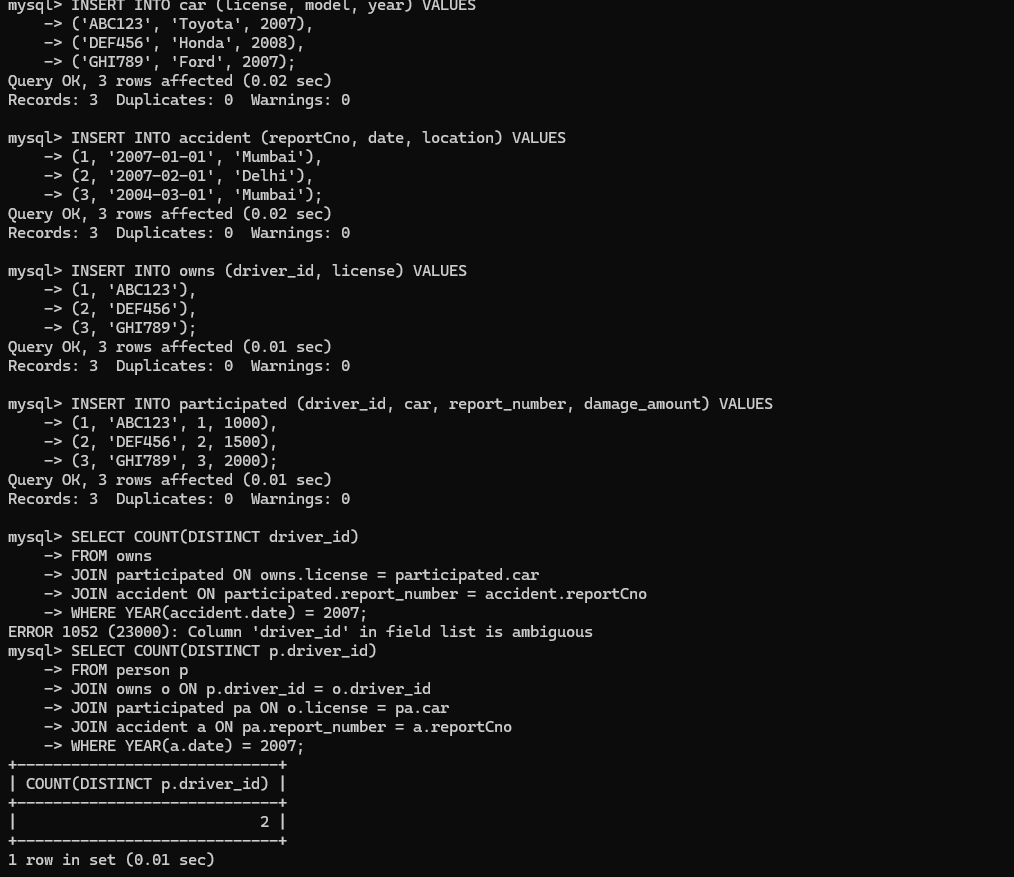 mysql> INSERT INTO car (license, model, year) VALUES
    -> ('ABC123', 'Toyota', 2007),
    -> ('DEF456', 'Honda', 2008),
    -> ('GHI789', 'Ford', 2007);
Query OK, 3 rows affected (0.02 sec)
Records: 3  Duplicates: 0  Warnings: 0

mysql> INSERT INTO accident (reportCno, date, location) VALUES
    -> (1, '2007-01-01', 'Mumbai'),
    -> (2, '2007-02-01', 'Delhi'),
    -> (3, '2004-03-01', 'Mumbai');
Query OK, 3 rows affected (0.02 sec)
Records: 3  Duplicates: 0  Warnings: 0

mysql> INSERT INTO owns (driver_id, license) VALUES
    -> (1, 'ABC123'),
    -> (2, 'DEF456'),
    -> (3, 'GHI789');
Query OK, 3 rows affected (0.01 sec)
Records: 3  Duplicates: 0  Warnings: 0

mysql> INSERT INTO participated (driver_id, car, report_number, damage_amount) VALUES
    -> (1, 'ABC123', 1, 1000),
    -> (2, 'DEF456', 2, 1500),
    -> (3, 'GHI789', 3, 2000);
Query OK, 3 rows affected (0.01 sec)
Records: 3  Duplicates: 0  Warnings: 0

mysql> SELECT COUNT(DISTINCT driver_id)
    -> FROM owns
    -> JOIN participated ON owns.license = participated.car
    -> JOIN accident ON participated.report_number = accident.reportCno
    -> WHERE YEAR(accident.date) = 2007;
ERROR 1052 (23000): Column 'driver_id' in field list is ambiguous
mysql> SELECT COUNT(DISTINCT p.driver_id)
    -> FROM person p
    -> JOIN owns o ON p.driver_id = o.driver_id
    -> JOIN participated pa ON o.license = pa.car
    -> JOIN accident a ON pa.report_number = a.reportCno
    -> WHERE YEAR(a.date) = 2007;
+-----------------------------+
| COUNT(DISTINCT p.driver_id) |
+-----------------------------+
|                           2 |
+-----------------------------+
1 row in set (0.01 sec)